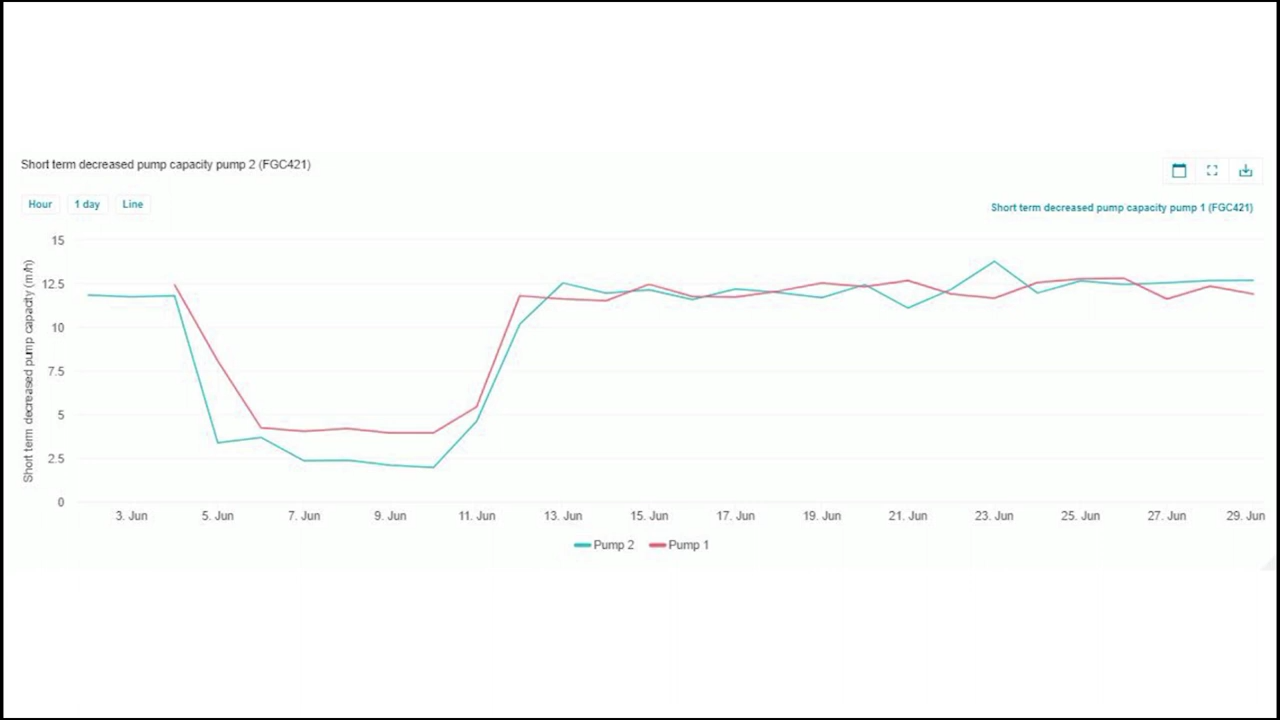 Short term decreased pump capacity pump 2 (FGC421)
Hour 1 day Line
Short term decreased pump capacity pump 1 (FGC421)
Short term decreased pump capacity (m/h)
15
12.5
10
7.5
5
2.5
0
3. Jun 5. Jun 7. Jun 9. Jun 11. Jun 13. Jun 15. Jun 17. Jun 19. Jun 21. Jun 23. Jun 25. Jun 27. Jun 29. Jun
Pump 2 Pump 1